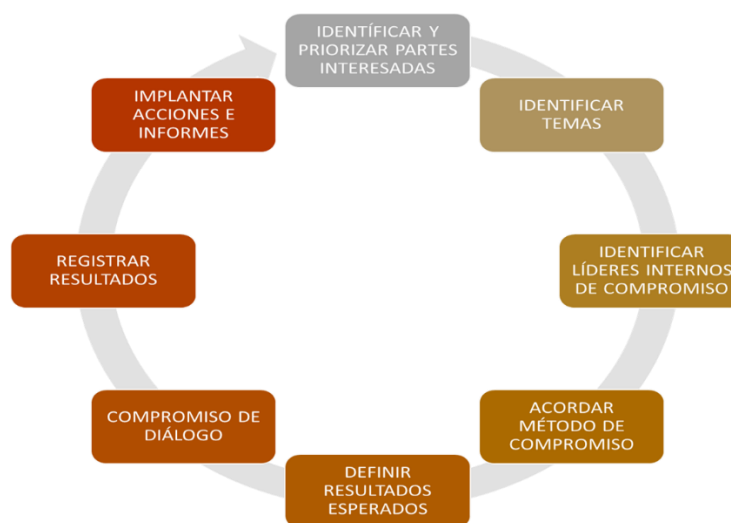 IDENTÍFICAR Y
PRIORIZAR PARTES
INTERESADAS
IDENTIFICAR
TEMAS
IDENTIFICAR
LÍDERES INTERNOS
DE COMPROMISO
ACORDAR
MÉTODO DE
COMPROMISO
DEFINIR
RESULTADOS
ESPERADOS
COMPROMISO DE
DIÁLOGO
REGISTRAR
RESULTADOS
IMPLANTAR
ACCIONES E
INFORMES